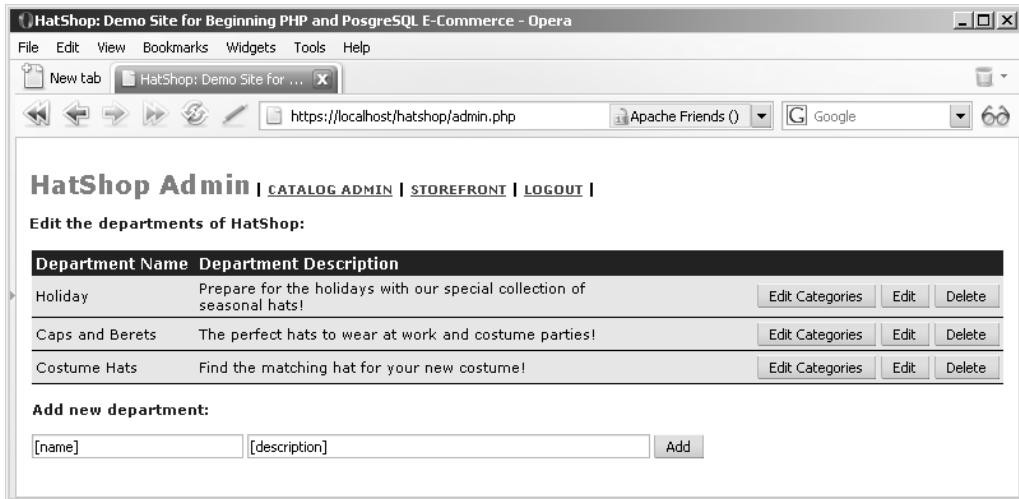 HatShop: Demo Site for Beginning PHP and PosgreSQL E-Commerce - Opera
File Edit View Bookmarks Widgets Tools Help
New tab HatShop: Demo Site for ...
https://localhost/hatshop/admin.php Apache Friends () G Google
HatShop Admin | CATALOG ADMIN | STOREFRONT | LOGOUT |
Edit the departments of HatShop:
Department Name Department Description
Holiday Prepare for the holidays with our special collection of
seasonal hats! Edit Categories Edit Delete
Caps and Berets The perfect hats to wear at work and costume parties! Edit Categories Edit Delete
Costume Hats Find the matching hat for your new costume! Edit Categories Edit Delete
Add new department:
[name] [description] Add